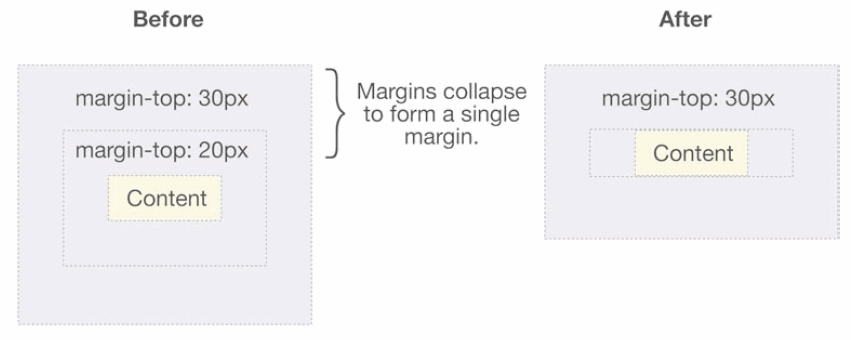 Before
After
margin-top: 30px
Margins collapse
to form a single
margin.
margin-top: 30px
margin-top: 20px
Content
Content